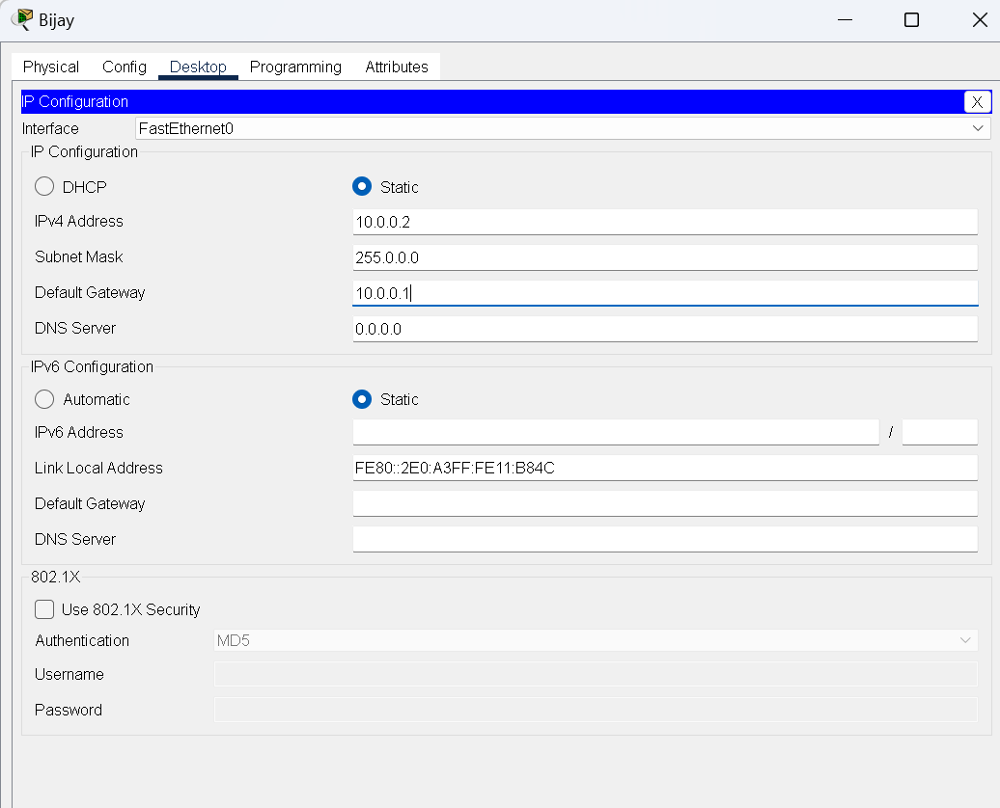 Bijay
Physical Config Desktop Programming Attributes
IP Configuration X
Interface FastEthernet0
IP Configuration
DHCP Static
IPv4 Address 10.0.0.2
Subnet Mask 255.0.0.0
Default Gateway 10.0.0.1
DNS Server 0.0.0.0
IPv6 Configuration
Automatic Static
IPv6 Address /
Link Local Address FE80::2E0:A3FF:FE11:B84C
Default Gateway
DNS Server
802.1X
Use 802.1X Security
Authentication MD5
Username
Password